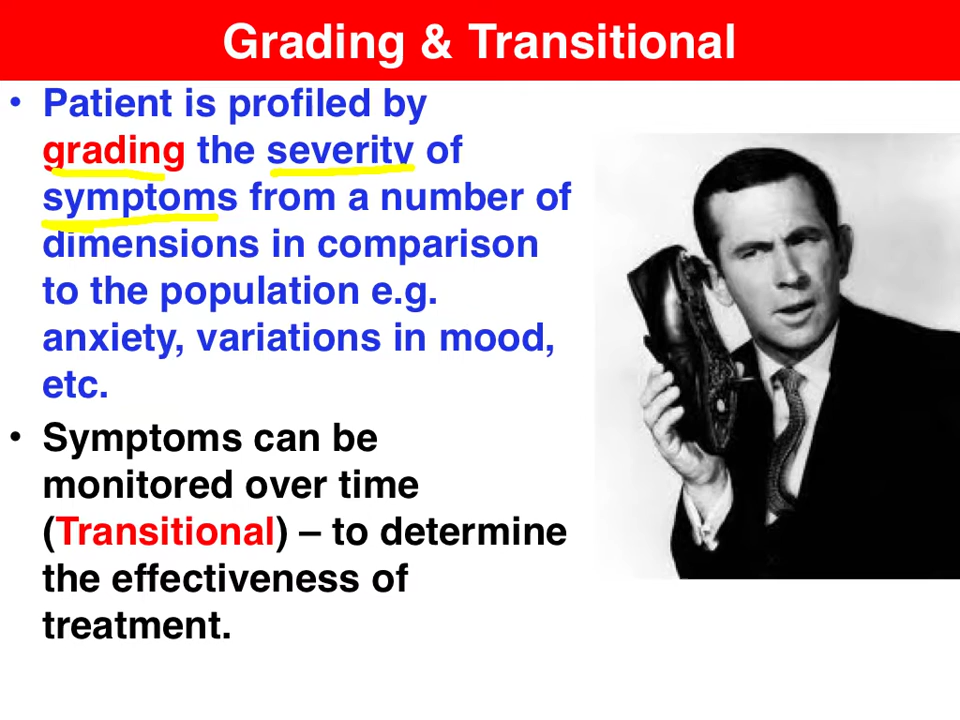 Grading & Transitional
• Patient is profiled by
grading the severity of
symptoms from a number of
dimensions in comparison
to the population e.g.
anxiety, variations in mood,
etc.
• Symptoms can be
monitored over time
(Transitional) – to determine
the effectiveness of
treatment.